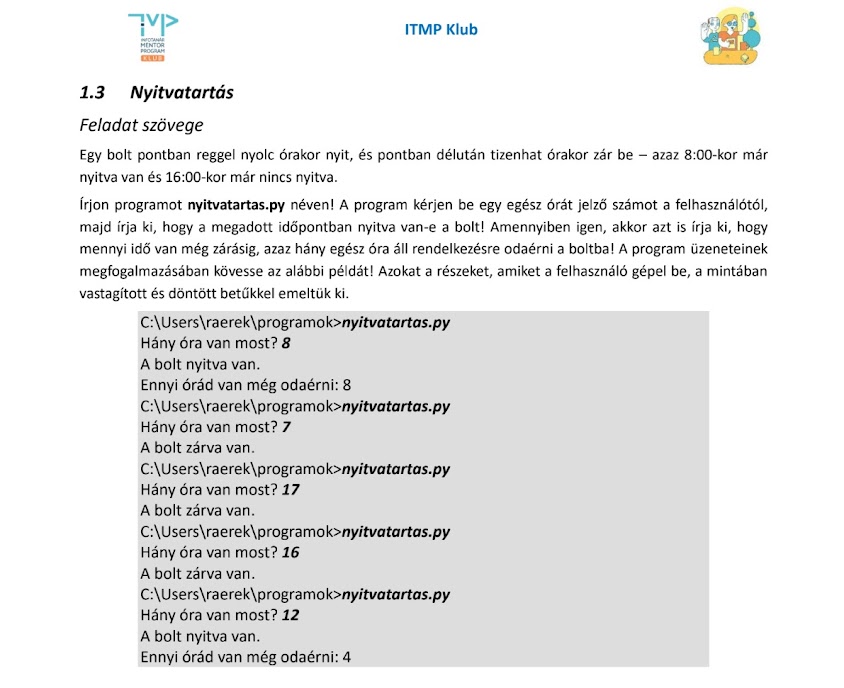 ITMP Klub
INFOTANÁR
MENTOR
PROGRAM
KLUB
1.3 Nyitvatartás
Feladat szövege
Egy bolt pontban reggel nyolc órakor nyit, és pontban délután tizenhat órakor zár be – azaz 8:00-kor már
nyitva van és 16:00-kor már nincs nyitva.
Írjon programot nyitvatartas.py néven! A program kérjen be egy egész órát jelző számot a felhasználótól,
majd írja ki, hogy a megadott időpontban nyitva van-e a bolt! Amennyiben igen, akkor azt is írja ki, hogy
mennyi idő van még zárásig, azaz hány egész óra áll rendelkezésre odaérni a boltba! A program üzeneteinek
megfogalmazásában kövesse az alábbi példát! Azokat a részeket, amiket a felhasználó gépel be, a mintában
vastagított és döntött betűkkel emeltük ki.
C:\Users\raerek\programok>nyitvatartas.py
Hány óra van most? 8
A bolt nyitva van.
Ennyi órád van még odaérni: 8
C:\Users\raerek\programok>nyitvatartas.py
Hány óra van most? 7
A bolt zárva van.
C:\Users\raerek\programok>nyitvatartas.py
Hány óra van most? 17
A bolt zárva van.
C:\Users\raerek\programok>nyitvatartas.py
Hány óra van most? 16
A bolt zárva van.
C:\Users\raerek\programok>nyitvatartas.py
Hány óra van most? 12
A bolt nyitva van.
Ennyi órád van még odaérni: 4